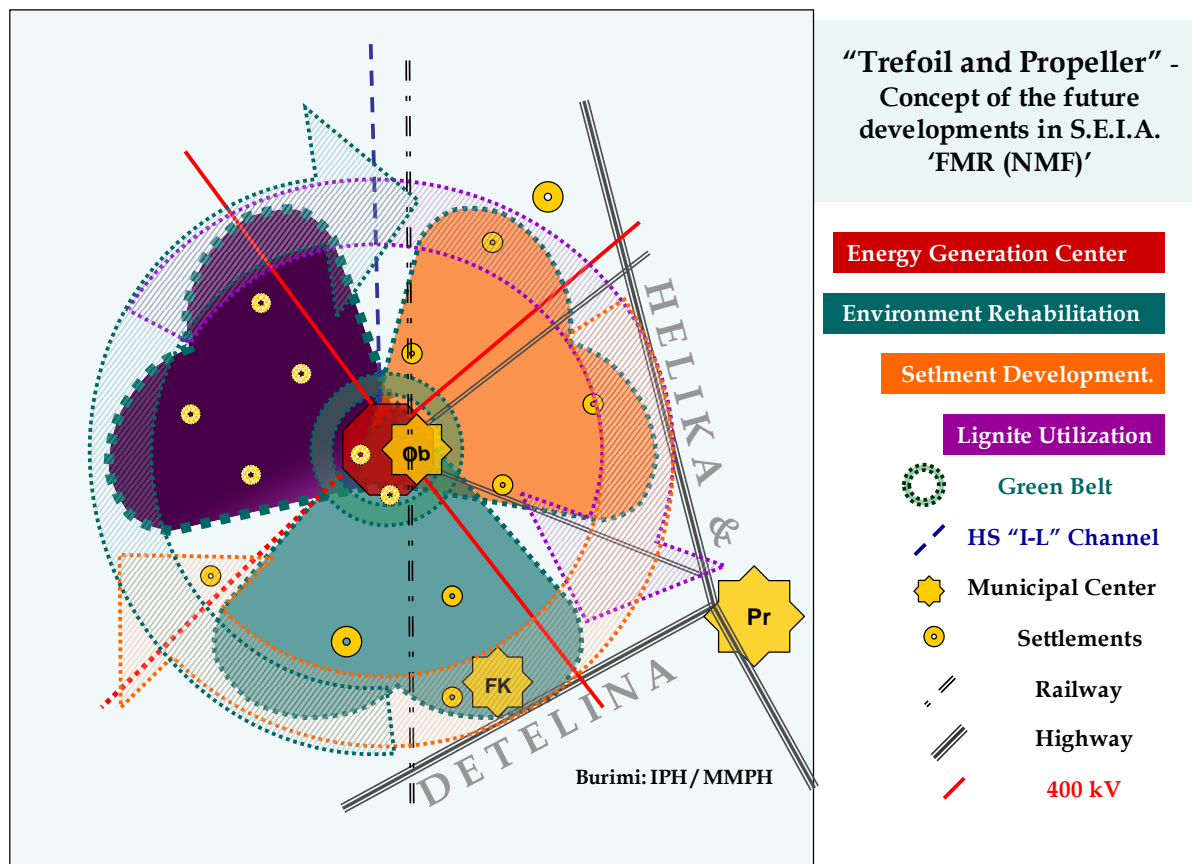 “Trefoil and Propeller” -
Concept of the future
developments in S.E.I.A.
‘FMR (NMF)’
Energy Generation Center
Environment Rehabilitation
Setlment Development.
Lignite Utilization
Green Belt
HS “I-L” Channel
Municipal Center
Settlements
Railway
Highway
400 kV
HELIKA &
Ob
Pr
FK
DETELINA
Burimi: IPH / MMPH